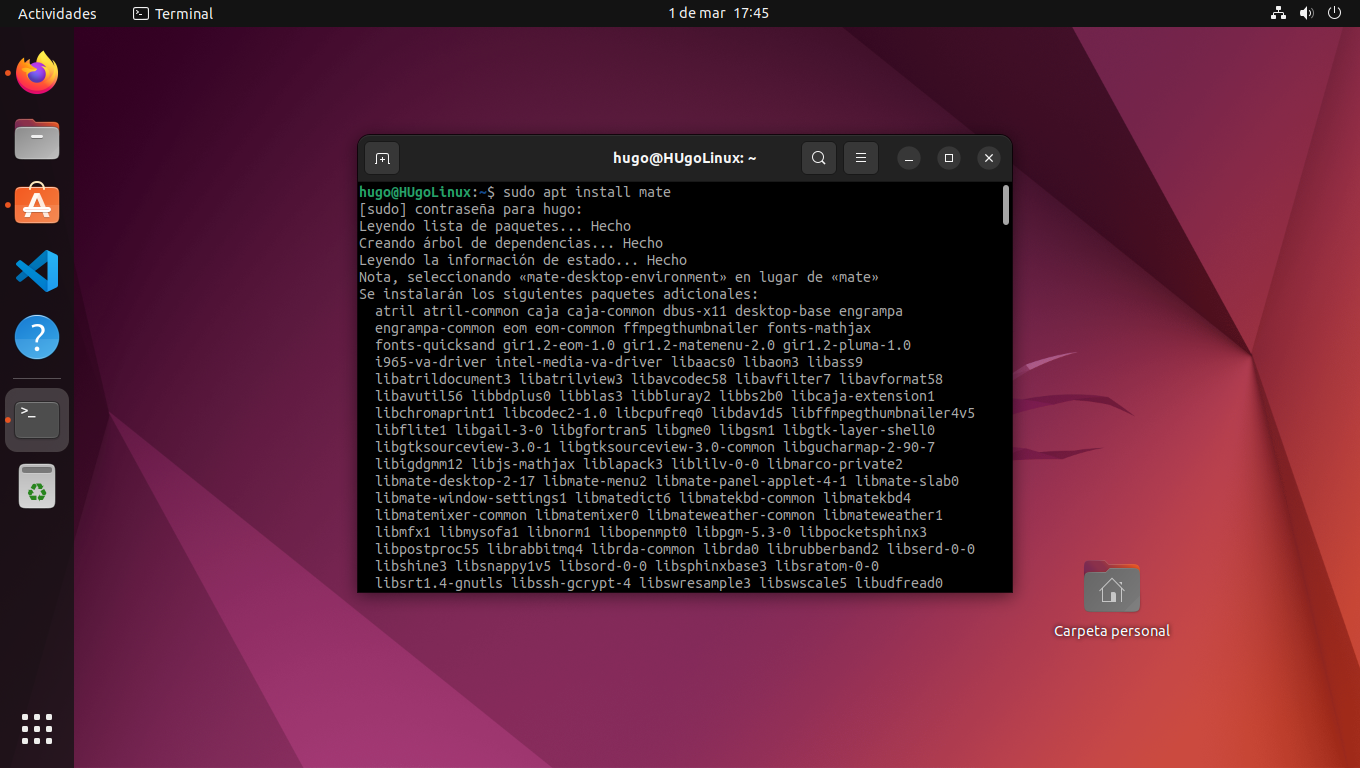 Actividades
Terminal
1 de mar 17:45
hugo@HUgoLinux: ~
hugo@HUgoLinux:~$ sudo apt install mate
[sudo] contraseña para hugo:
Leyendo lista de paquetes... Hecho
Creando árbol de dependencias... Hecho
Leyendo la información de estado... Hecho
Nota, seleccionando «mate-desktop-environment» en lugar de «mate»
Se instalarán los siguientes paquetes adicionales:
atril atril-common caja caja-common dbus-x11 desktop-base engrampa
engrampa-common eom eom-common ffmpegthumbnailer fonts-mathjax
fonts-quicksand gir1.2-eom-1.0 gir1.2-matemenu-2.0 gir1.2-pluma-1.0
i965-va-driver intel-media-va-driver libaacs0 libaom3 libass9
libatrildocument3 libatrilview3 libavcodec58 libavfilter7 libavformat58
libavutil56 libbdplus0 libblas3 libbluray2 libbs2b0 libcaja-extension1
libchromaprint1 libcodec2-1.0 libcpufreq0 libdav1d5 libffmpegthumbnailer4v5
libflite1 libgail-3-0 libgfortran5 libgme0 libgsm1 libgtk-layer-shell0
libgtksourceview-3.0-1 libgtksourceview-3.0-common libgucharmap-2-90-7
libigdgmm12 libjs-mathjax liblapack3 liblilv-0-0 libmarco-private2
libmate-desktop-2-17 libmate-menu2 libmate-panel-applet-4-1 libmate-slab0
libmate-window-settings1 libmatedict6 libmatekbd-common libmatekbd4
libmatemixer-common libmatemixer0 libmateweather-common libmateweather1
libmfx1 libmysofa1 libnorm1 libopenmpt0 libpgm-5.3-0 libpocketsphinx3
libpostproc55 librabbitmq4 librda-common librda0 librubberband2 libserd-0-0
libshine3 libsnappy1v5 libsord-0-0 libsphinxbase3 libsratom-0-0
libsrt1.4-gnutls libssh-gcrypt-4 libswresample3 libswscale5 libudfread0
Carpeta personal